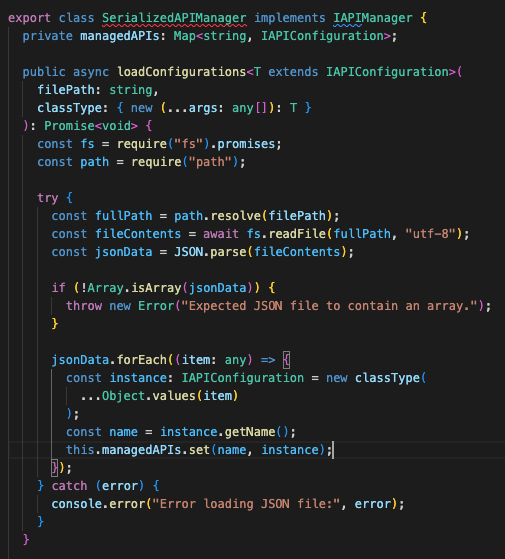 export class SerializedAPIManager implements IAPIManager {
  private managedAPIs: Map<string, IAPIConfiguration>;

  public async loadConfigurations<T extends IAPIConfiguration>(
    filePath: string,
    classType: { new (...args: any[]): T }
  ): Promise<void> {
    const fs = require("fs").promises;
    const path = require("path");

    try {
      const fullPath = path.resolve(filePath);
      const fileContents = await fs.readFile(fullPath, "utf-8");
      const jsonData = JSON.parse(fileContents);

      if (!Array.isArray(jsonData)) {
        throw new Error("Expected JSON file to contain an array.");
      }

      jsonData.forEach((item: any) => {
        const instance: IAPIConfiguration = new classType(
          ...Object.values(item)
        );
        const name = instance.getName();
        this.managedAPIs.set(name, instance);
      });
    } catch (error) {
      console.error("Error loading JSON file:", error);
    }
  }